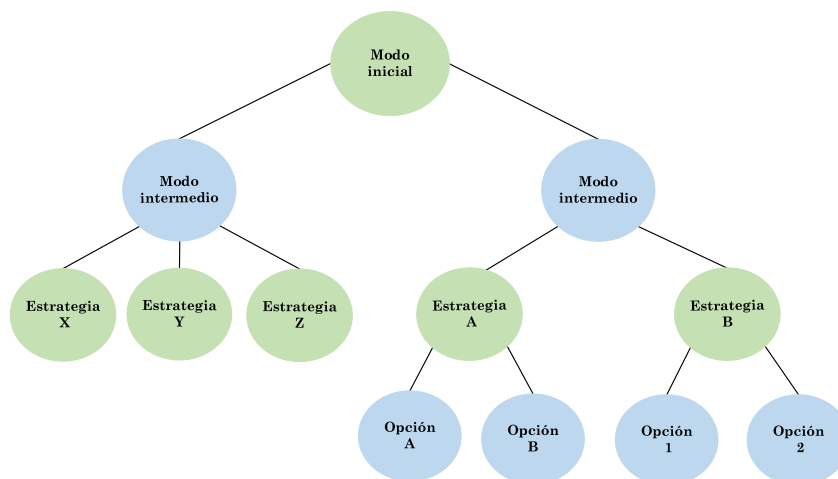 Modo
inicial
Modo
intermedio
Modo
intermedio
Estrategia
X
Estrategia
Y
Estrategia
Z
Estrategia
A
Estrategia
B
Opción
A
Opción
B
Opción
1
Opción
2